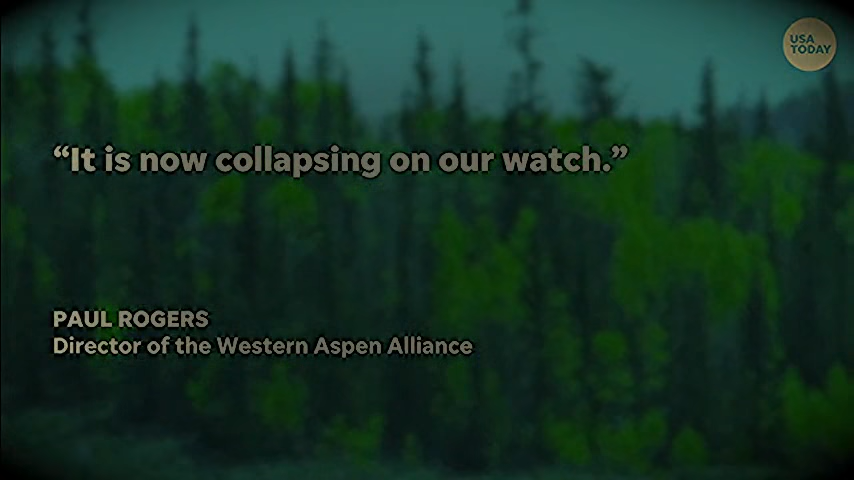 USA
TODAY
“It is now collapsing on our watch.”
PAUL ROGERS
Director of the Western Aspen Alliance